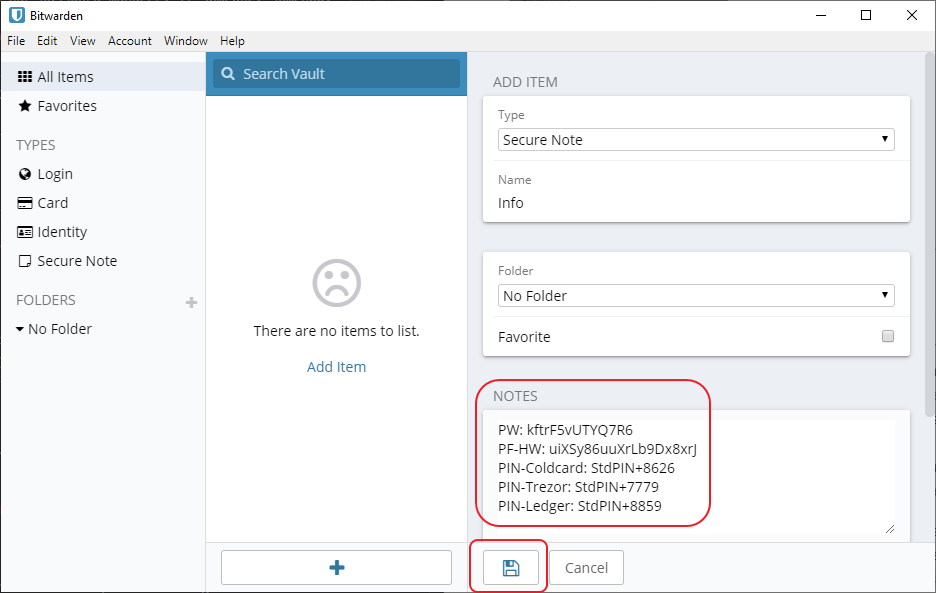 Bitwarden
File Edit View Account Window Help
All Items
Favorites
TYPES
Login
Card
Identity
Secure Note
FOLDERS
No Folder
Search Vault
There are no items to list.
Add Item
ADD ITEM
Type
Secure Note
Name
Info
Folder
No Folder
Favorite
NOTES
PW: kftrF5vUTYQ7R6
PF-HW: uiXSy86uuXrLb9Dx8xrJ
PIN-Coldcard: StdPIN+8626
PIN-Trezor: StdPIN+7779
PIN-Ledger: StdPIN+8859
Cancel